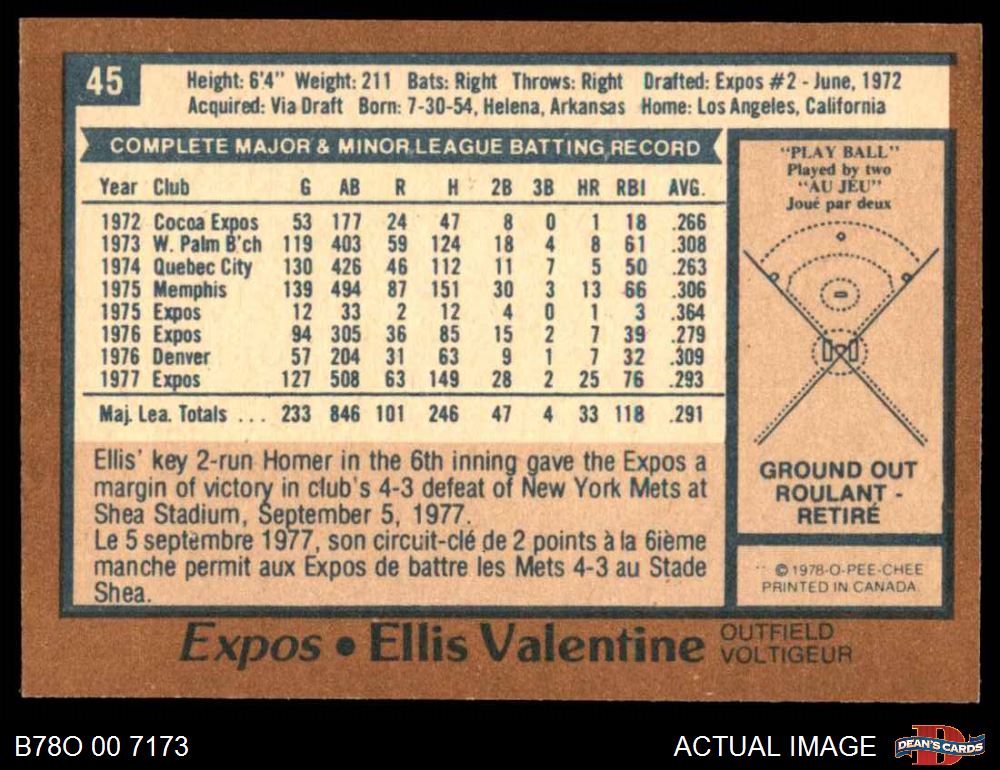 45
Height: 6'4" Weight: 211 Bats: Right Throws: Right Drafted: Expos #2 - June, 1972
Acquired: Via Draft Born: 7-30-54, Helena, Arkansas Home: Los Angeles, California
COMPLETE MAJOR & MINOR LEAGUE BATTING RECORD
Year Club G AB R H 2B 3B HR RBI AVG.
1972 Cocoa Expos 53 177 24 47 8 0 1 18 .266
1973 W. Palm B'ch 119 403 59 124 18 4 8 61 .308
1974 Quebec City 130 426 46 112 11 7 5 50 .263
1975 Memphis 139 494 87 151 30 3 13 66 .306
1975 Expos 12 33 2 12 4 0 1 3 .364
1976 Expos 94 305 36 85 15 2 7 39 .279
1976 Denver 57 204 31 63 9 1 7 32 .309
1977 Expos 127 508 63 149 28 2 25 76 .293
Maj. Lea. Totals ... 233 846 101 246 47 4 33 118 .291
Ellis' key 2-run Homer in the 6th inning gave the Expos a
margin of victory in club's 4-3 defeat of New York Mets at
Shea Stadium, September 5, 1977.
Le 5 septembre 1977, son circuit-clé de 2 points à la 6ième
manche permit aux Expos de battre les Mets 4-3 au Stade
Shea.
"PLAY BALL"
Played by two
"AU JEU"
Joué par deux
GROUND OUT
ROULANT -
RETIRÉ
© 1978-O-PEE-CHEE
PRINTED IN CANADA
Expos • Ellis Valentine
OUTFIELD
VOLTIGEUR
B78O 00 7173
ACTUAL IMAGE
DEAN'S CARDS